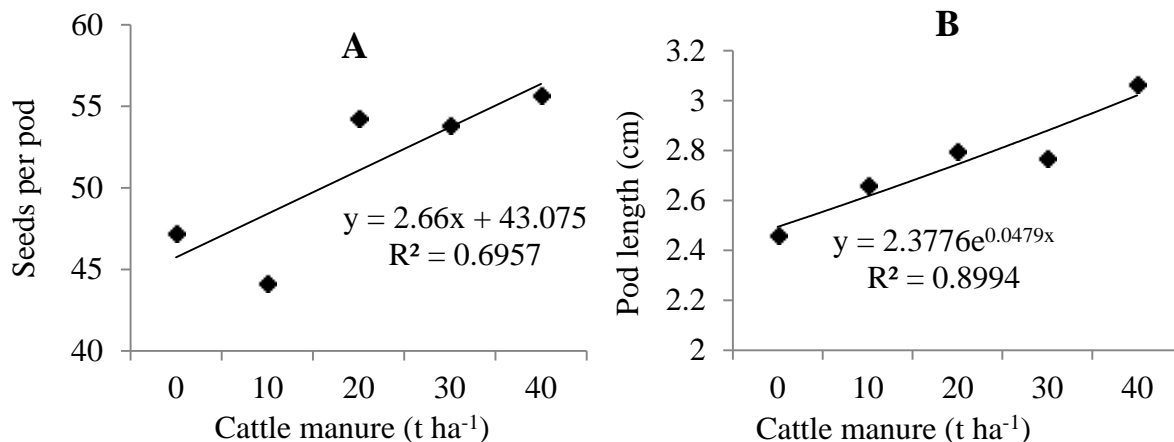 A
Seeds per pod
60
55
50
45
40
y = 2.66x + 43.075
R² = 0.6957
0 10 20 30 40
Cattle manure (t ha⁻¹)
B
Pod length (cm)
3.2
3
2.8
2.6
2.4
2.2
2
y = 2.3776e⁰·⁰⁴⁷⁹ˣ
R² = 0.8994
0 10 20 30 40
Cattle manure (t ha⁻¹)